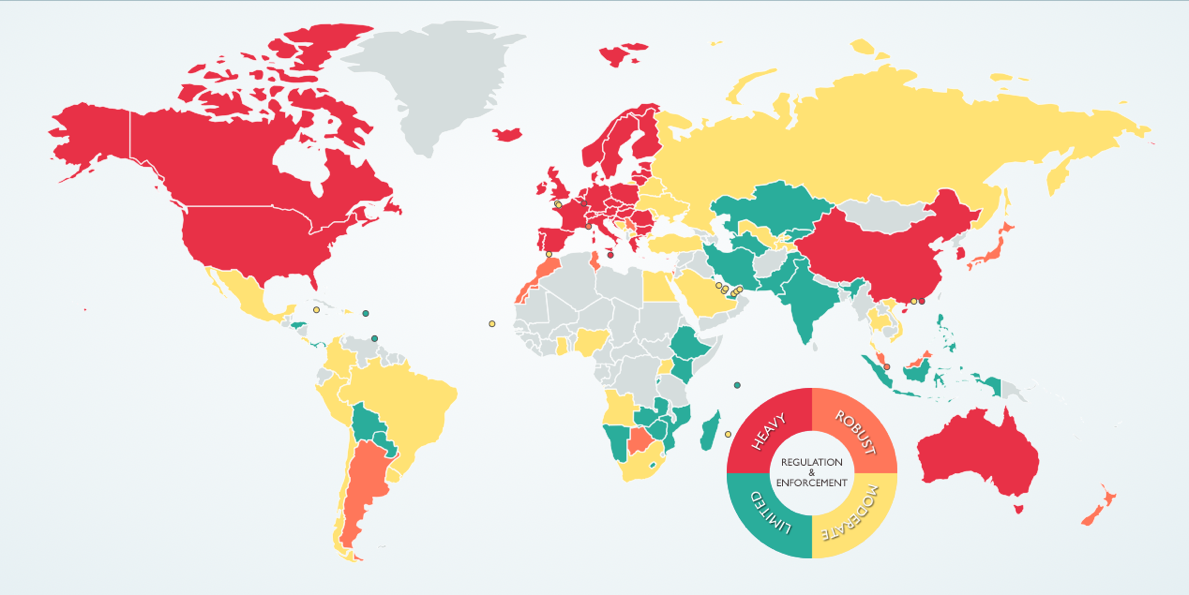 HEAVY
ROBUST
REGULATION
&
ENFORCEMENT
LIMITED
MODERATE